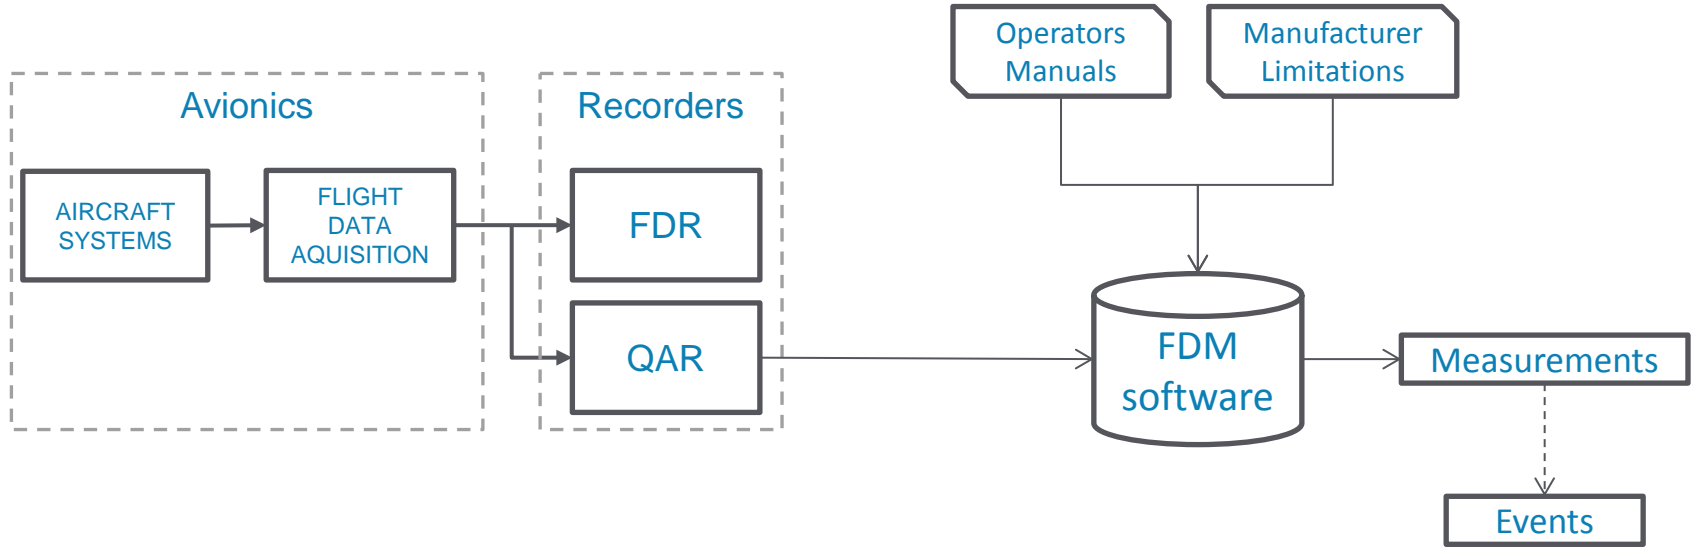 Operators
Manuals
Manufacturer
Limitations
Avionics
Recorders
AIRCRAFT
SYSTEMS
FLIGHT
DATA
AQUISITION
FDR
QAR
FDM
software
Measurements
Events